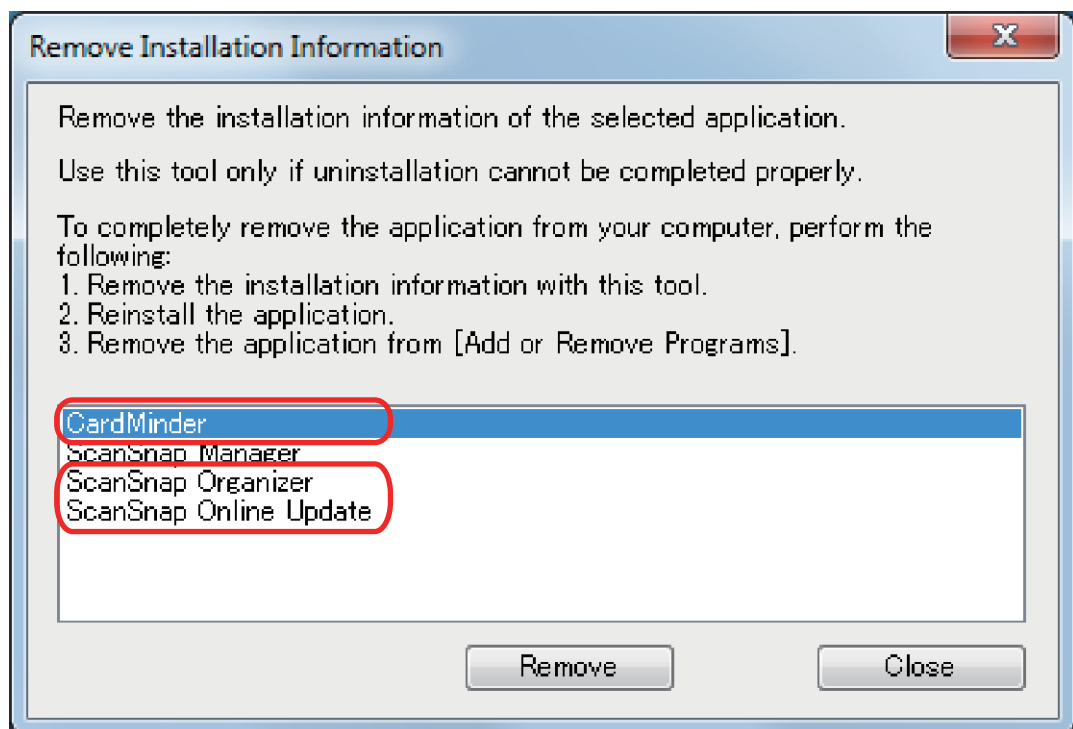 Remove Installation Information
Remove the installation information of the selected application.
Use this tool only if uninstallation cannot be completed properly.
To completely remove the application from your computer, perform the
following:
1. Remove the installation information with this tool.
2. Reinstall the application.
3. Remove the application from [Add or Remove Programs].
CardMinder
ScanSnap Manager
ScanSnap Organizer
ScanSnap Online Update
Remove
Close